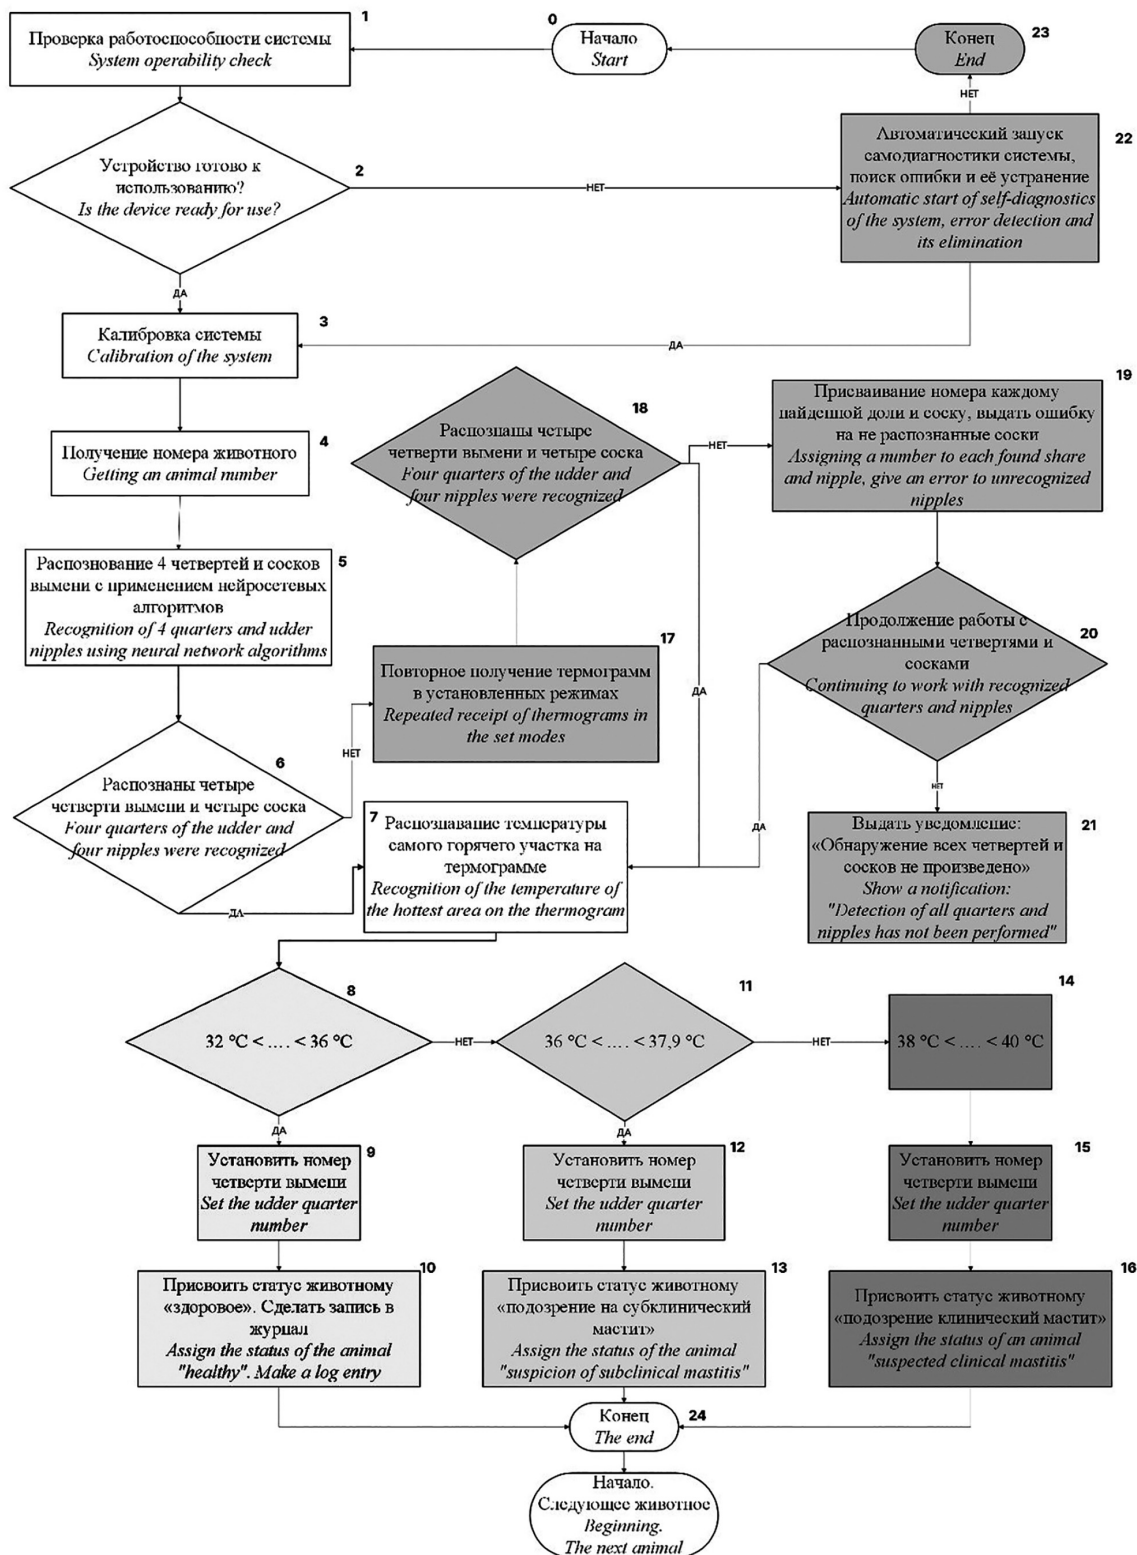 1
Проверка работоспособности системы
System operability check
0
Начало
Start
23
Конец
End
НЕТ
2
Устройство готово к
использованию?
Is the device ready for use?
НЕТ
22
Автоматический запуск
самодиагностики системы,
поиск ошибки и её устранение
Automatic start of self-diagnostics
of the system, error detection and
its elimination
ДА
3
Калибровка системы
Calibration of the system
ДА
4
Получение номера животного
Getting an animal number
18
Распознаны четыре
четверти вымени и четыре соска
Four quarters of the udder and
four nipples were recognized
НЕТ
ДА
19
Присваивание номера каждому
найденной доли и соску, выдать ошибку
на не распознанные соски
Assigning a number to each found share
and nipple, give an error to unrecognized
nipples
5
Распознование 4 четвертей и сосков
вымени с применением нейросетевых
алгоритмов
Recognition of 4 quarters and udder
nipples using neural network algorithms
17
Повторное получение термограмм
в установленных режимах
Repeated receipt of thermograms in
the set modes
20
Продолжение работы с
распознанными четвертями и
сосками
Continuing to work with recognized
quarters and nipples
НЕТ
ДА
6
Распознаны четыре
четверти вымени и четыре соска
Four quarters of the udder and
four nipples were recognized
НЕТ
ДА
7
Распознавание температуры
самого горячего участка на
термограмме
Recognition of the temperature of
the hottest area on the thermogram
21
Выдать уведомление:
«Обнаружение всех четвертей и
сосков не произведено»
Show a notification:
"Detection of all quarters and
nipples has not been performed"
8
32 °C < .... < 36 °C
НЕТ
11
36 °C < .... < 37,9 °C
НЕТ
14
38 °C < .... < 40 °C
ДА
ДА
9
Установить номер
четверти вымени
Set the udder quarter
number
12
Установить номер
четверти вымени
Set the udder quarter
number
15
Установить номер
четверти вымени
Set the udder quarter
number
10
Присвоить статус животному
«здоровое». Сделать запись в
журнал
Assign the status of the animal
"healthy". Make a log entry
13
Присвоить статус животному
«подозрение на субклинический
мастит»
Assign the status of the animal
"suspicion of subclinical mastitis"
16
Присвоить статус животному
«подозрение клинический мастит»
Assign the status of an animal
"suspected clinical mastitis"
24
Конец
The end
Начало.
Следующее животное
Beginning.
The next animal